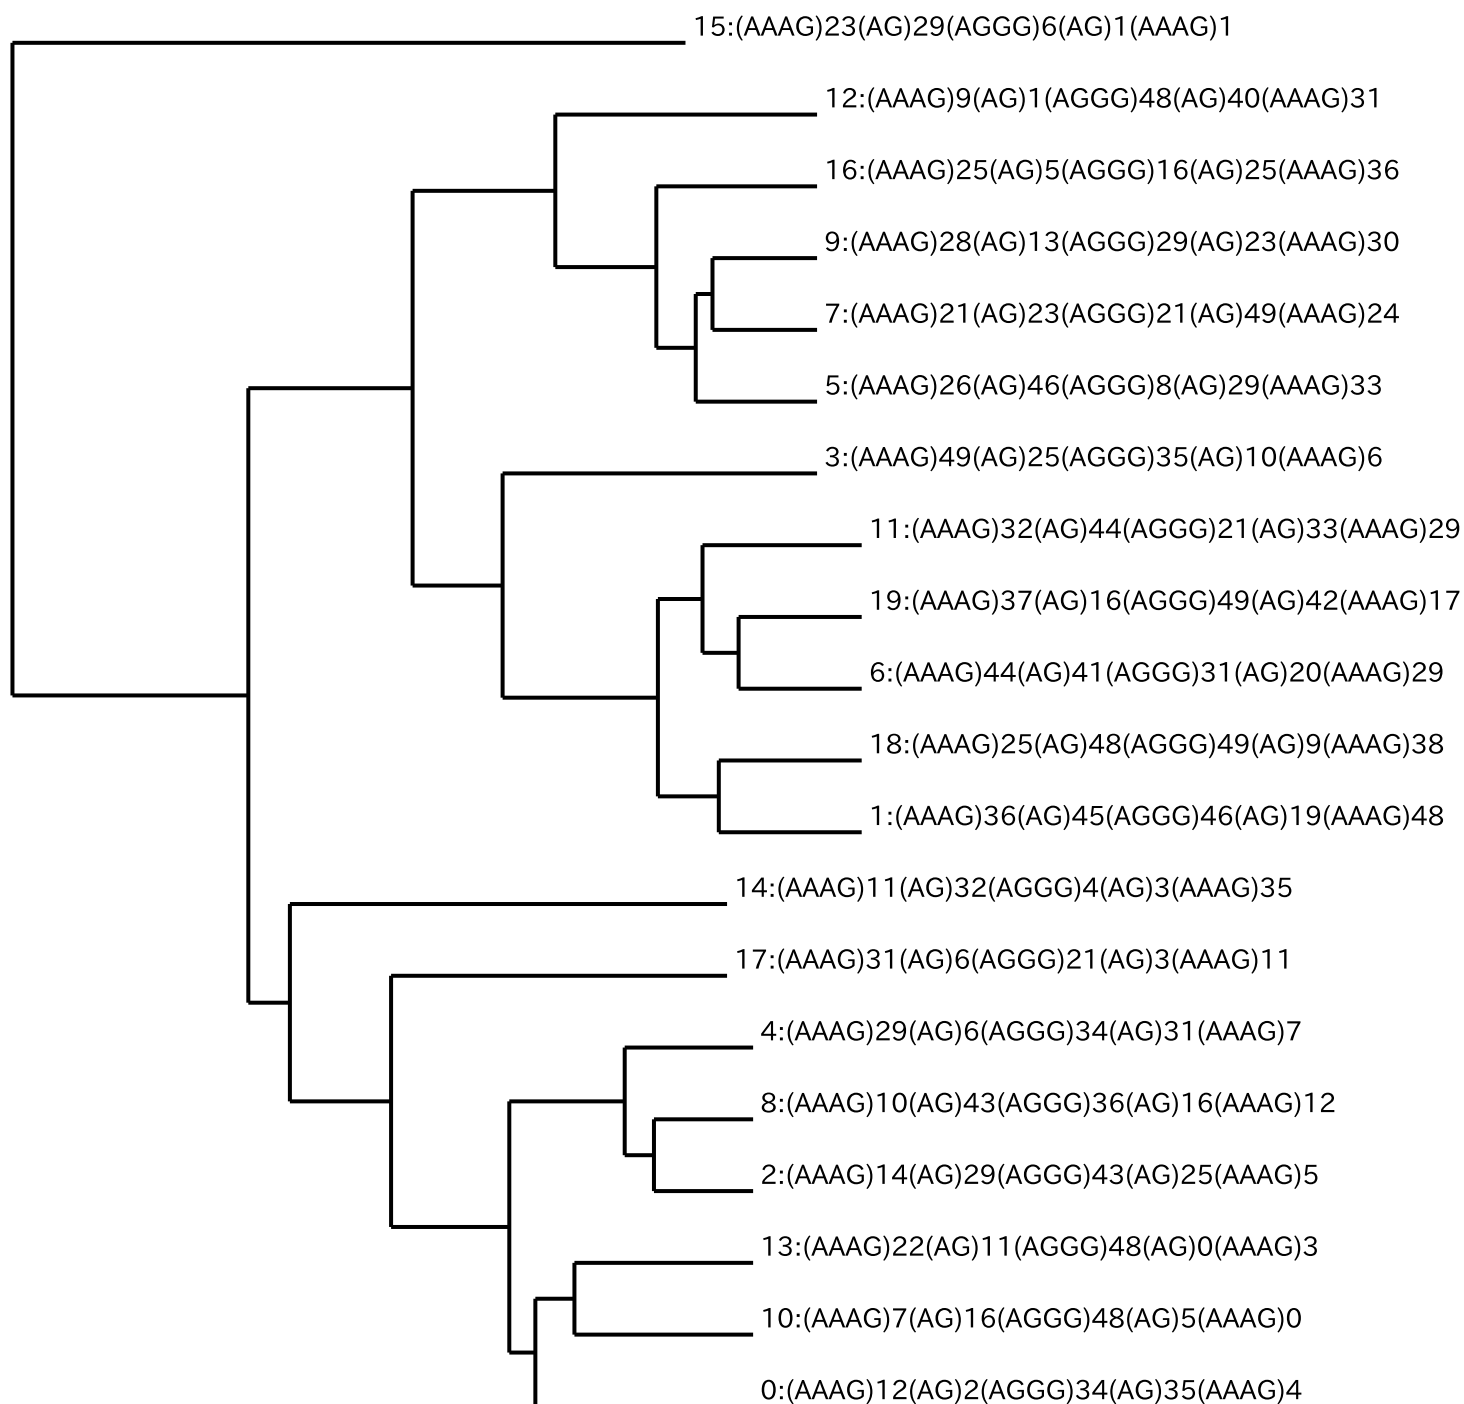 15:(AAAG)23(AG)29(AGGG)6(AG)1(AAAG)1
12:(AAAG)9(AG)1(AGGG)48(AG)40(AAAG)31
16:(AAAG)25(AG)5(AGGG)16(AG)25(AAAG)36
9:(AAAG)28(AG)13(AGGG)29(AG)23(AAAG)30
7:(AAAG)21(AG)23(AGGG)21(AG)49(AAAG)24
5:(AAAG)26(AG)46(AGGG)8(AG)29(AAAG)33
3:(AAAG)49(AG)25(AGGG)35(AG)10(AAAG)6
11:(AAAG)32(AG)44(AGGG)21(AG)33(AAAG)29
19:(AAAG)37(AG)16(AGGG)49(AG)42(AAAG)17
6:(AAAG)44(AG)41(AGGG)31(AG)20(AAAG)29
18:(AAAG)25(AG)48(AGGG)49(AG)9(AAAG)38
1:(AAAG)36(AG)45(AGGG)46(AG)19(AAAG)48
14:(AAAG)11(AG)32(AGGG)4(AG)3(AAAG)35
17:(AAAG)31(AG)6(AGGG)21(AG)3(AAAG)11
4:(AAAG)29(AG)6(AGGG)34(AG)31(AAAG)7
8:(AAAG)10(AG)43(AGGG)36(AG)16(AAAG)12
2:(AAAG)14(AG)29(AGGG)43(AG)25(AAAG)5
13:(AAAG)22(AG)11(AGGG)48(AG)0(AAAG)3
10:(AAAG)7(AG)16(AGGG)48(AG)5(AAAG)0
0:(AAAG)12(AG)2(AGGG)34(AG)35(AAAG)4